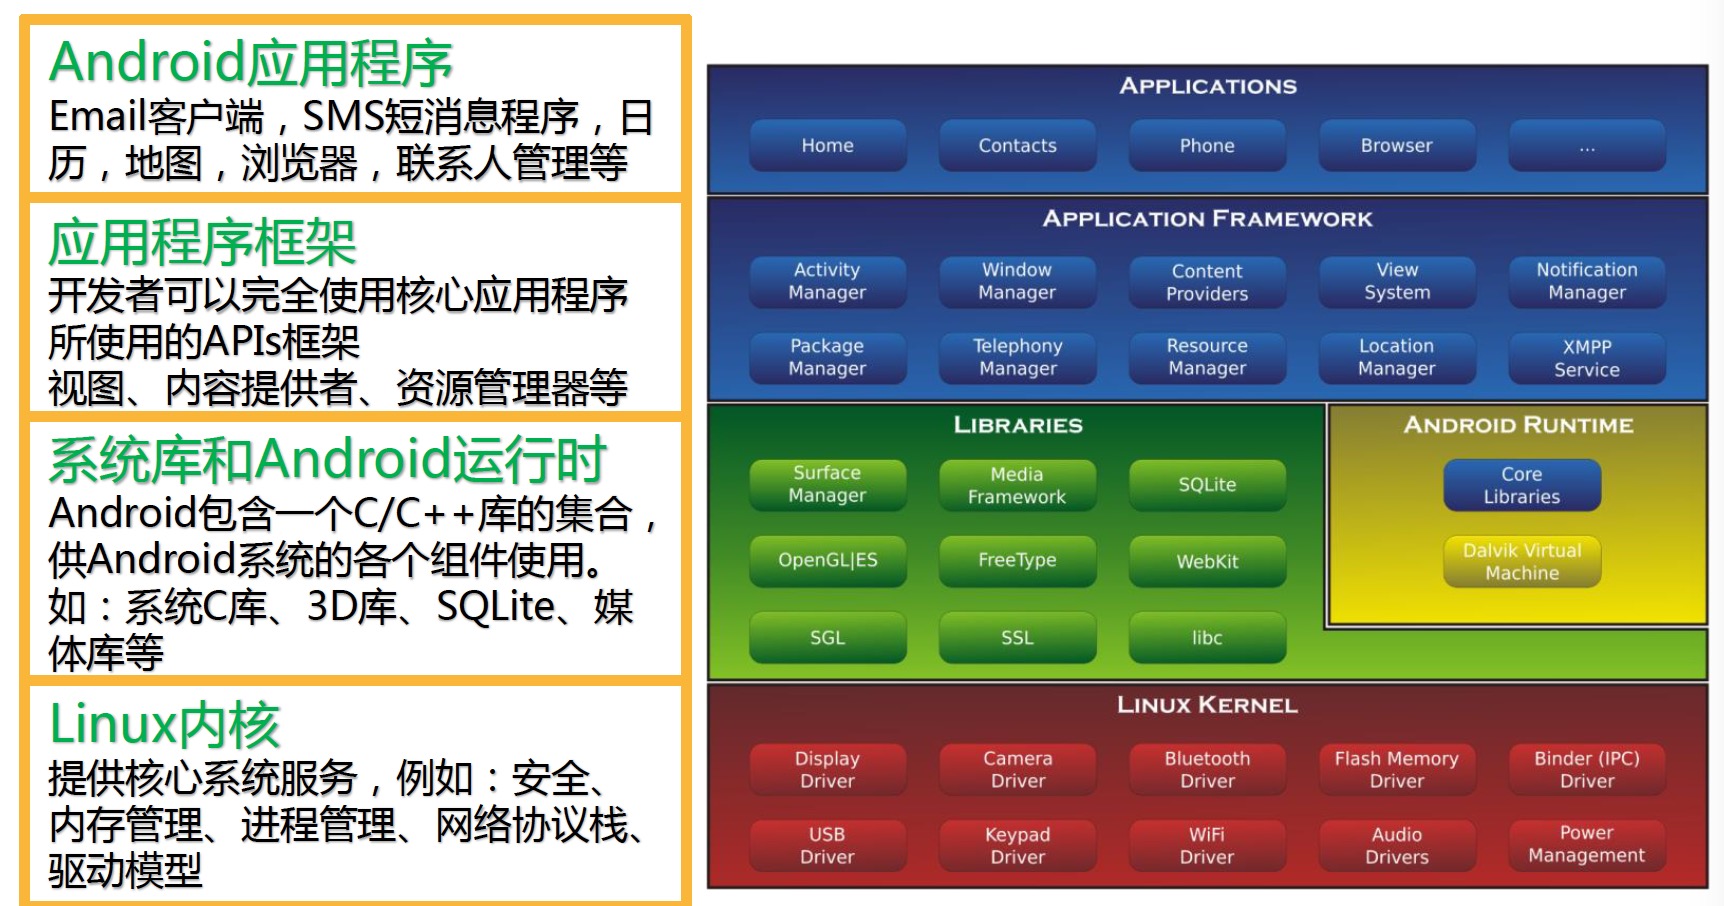 Android应用程序
Email客户端，SMS短消息程序，日
历，地图，浏览器，联系人管理等
应用程序框架
开发者可以完全使用核心应用程序
所使用的APIs框架
视图、内容提供者、资源管理器等
系统库和Android运行时
Android包含一个C/C++库的集合，
供Android系统的各个组件使用。
如：系统C库、3D库、SQLite、媒
体库等
Linux内核
提供核心系统服务，例如：安全、
内存管理、进程管理、网络协议栈、
驱动模型
APPLICATIONS
Home
Contacts
Phone
Browser
...
APPLICATION FRAMEWORK
Activity
Manager
Window
Manager
Content
Providers
View
System
Notification
Manager
Package
Manager
Telephony
Manager
Resource
Manager
Location
Manager
XMPP
Service
LIBRARIES
Surface
Manager
Media
Framework
SQLite
OpenGL|ES
FreeType
WebKit
SGL
SSL
libc
ANDROID RUNTIME
Core
Libraries
Dalvik Virtual
Machine
LINUX KERNEL
Display
Driver
Camera
Driver
Bluetooth
Driver
Flash Memory
Driver
Binder (IPC)
Driver
USB
Driver
Keypad
Driver
WiFi
Driver
Audio
Drivers
Power
Management